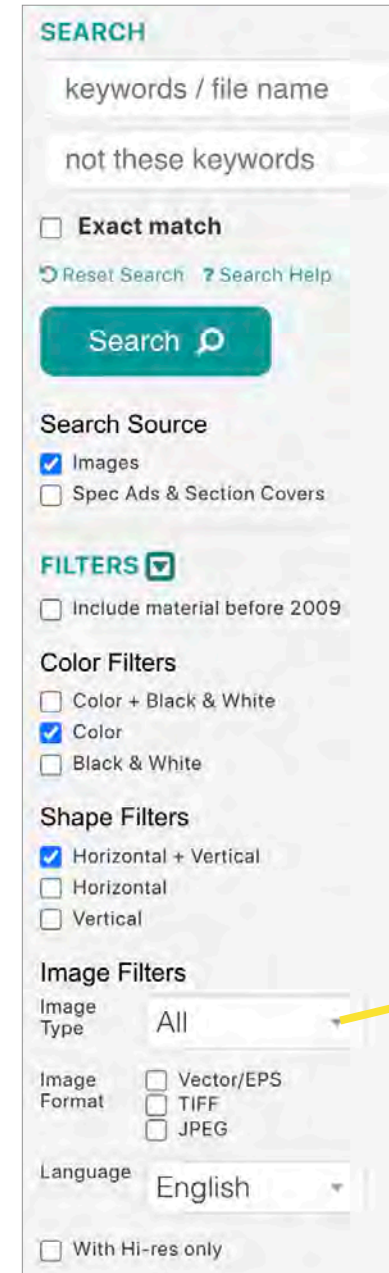 SEARCH
keywords / file name
not these keywords
Exact match
Reset Search ? Search Help
Search
Search Source
Images
Spec Ads & Section Covers
FILTERS
Include material before 2009
Color Filters
Color + Black & White
Color
Black & White
Shape Filters
Horizontal + Vertical
Horizontal
Vertical
Image Filters
Image
Type
All
Image
Format
Vector/EPS
TIFF
JPEG
Language
English
With Hi-res only